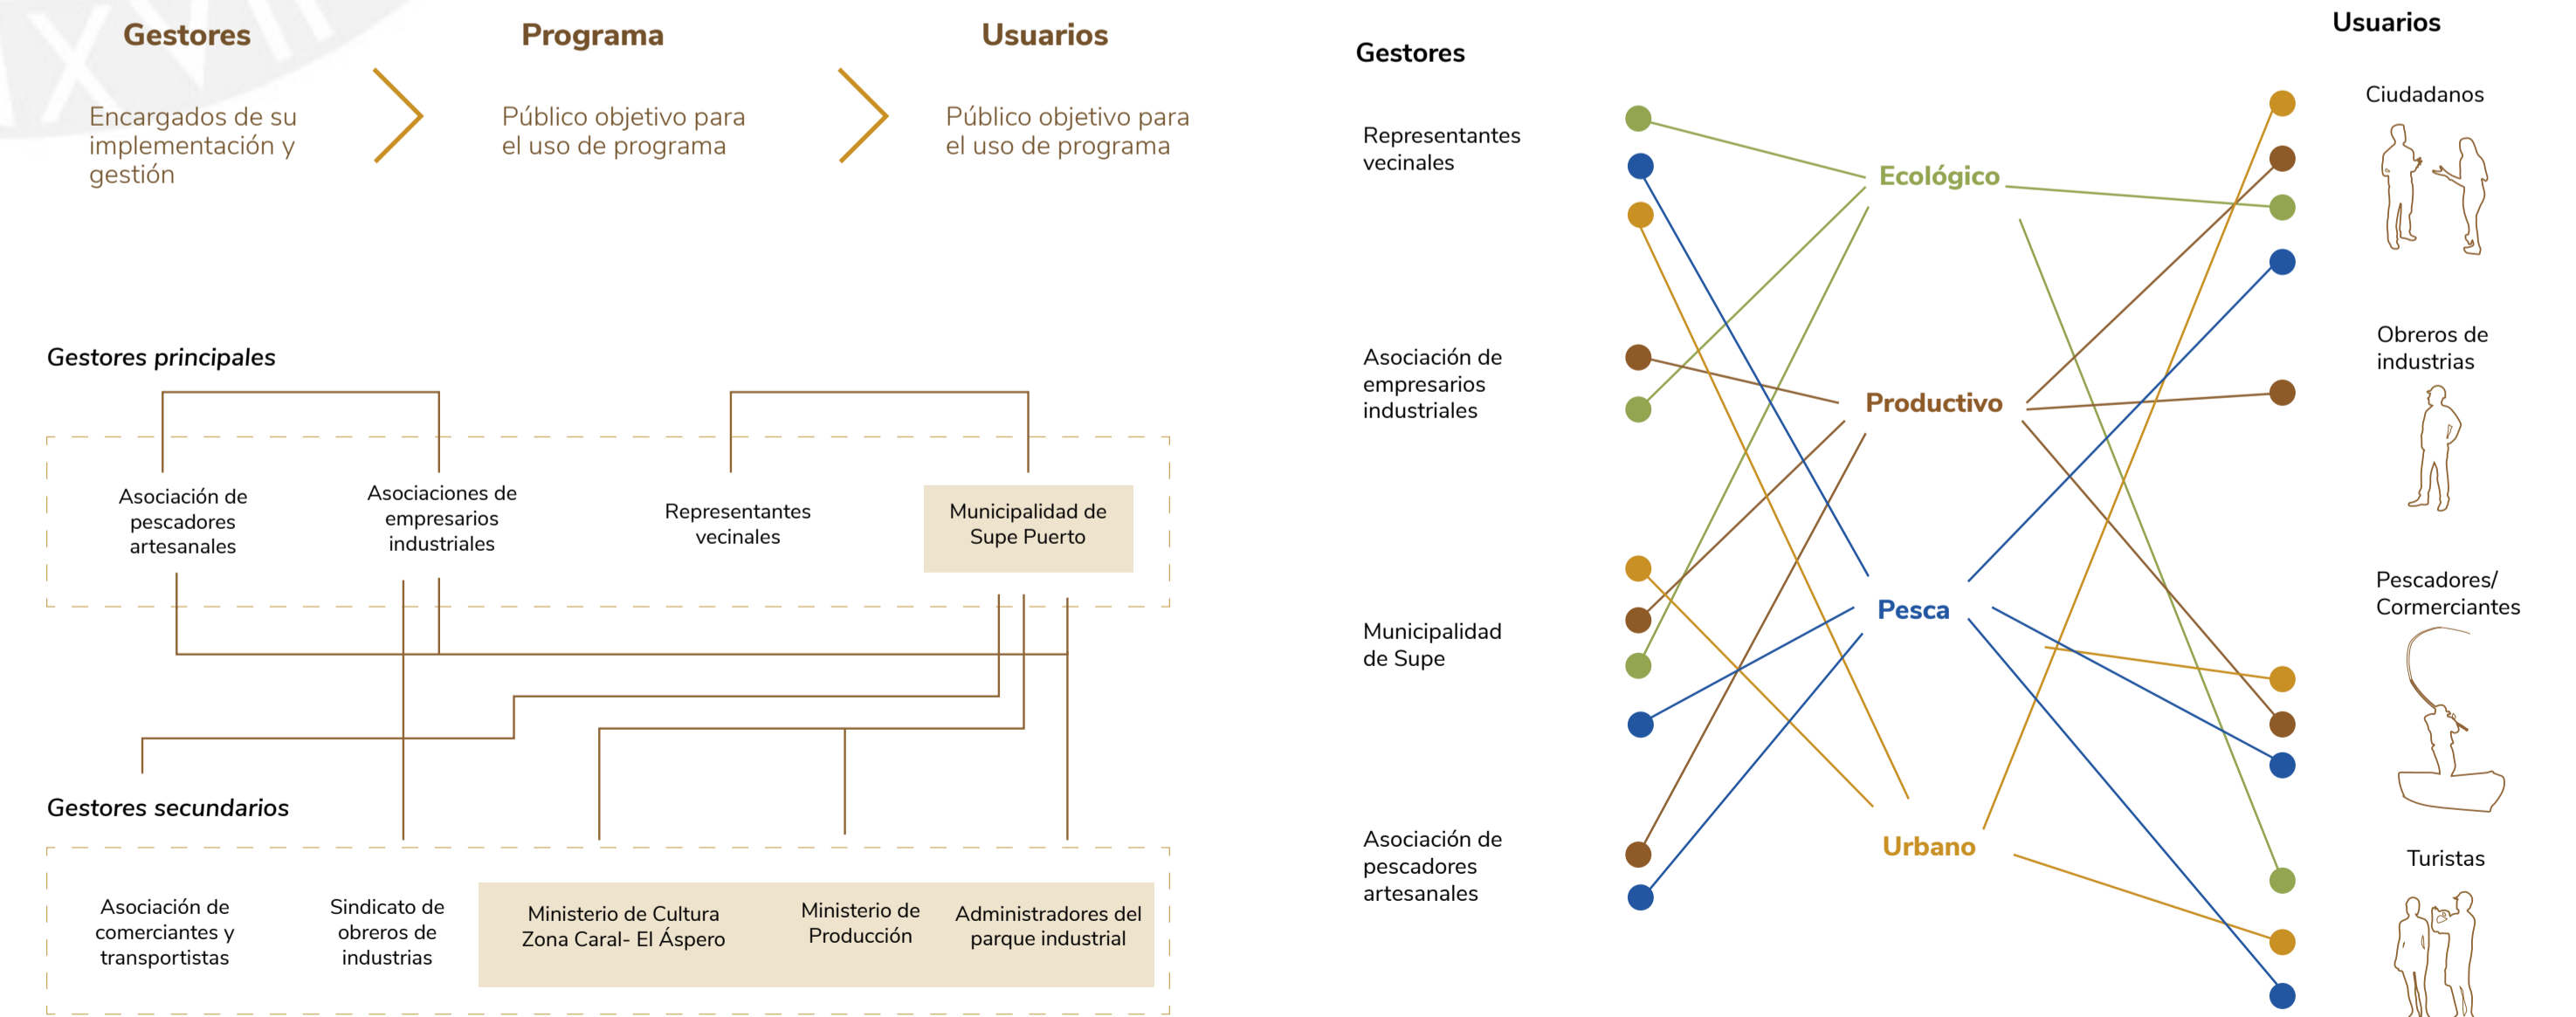 XVII
Gestores
Encargados de su
implementación y
gestión
Programa
Público objetivo para
el uso de programa
Usuarios
Público objetivo para
el uso de programa
Gestores principales
Asociación de
pescadores
artesanales
Asociaciones de
empresarios
industriales
Representantes
vecinales
Municipalidad de
Supe Puerto
Gestores secundarios
Asociación de
comerciantes y
transportistas
Sindicato de
obreros de
industrias
Ministerio de Cultura
Zona Caral- El Áspero
Ministerio de
Producción
Administradores del
parque industrial
Gestores
Representantes
vecinales
Asociación de
empresarios
industriales
Municipalidad
de Supe
Asociación de
pescadores
artesanales
Ecológico
Productivo
Pesca
Urbano
Usuarios
Ciudadanos
Obreros de
industrias
Pescadores/
Cormerciantes
Turistas